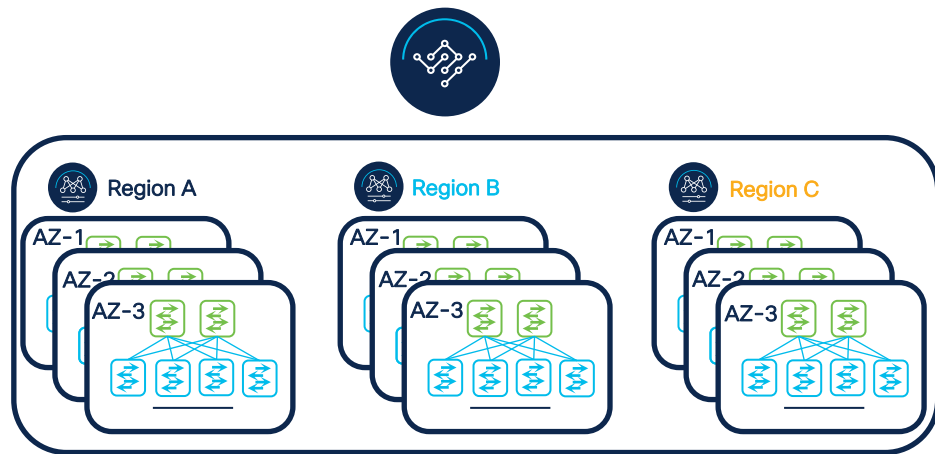 Region A
Region B
Region C
AZ-1
AZ-2
AZ-3
AZ-1
AZ-2
AZ-3
AZ-1
AZ-2
AZ-3